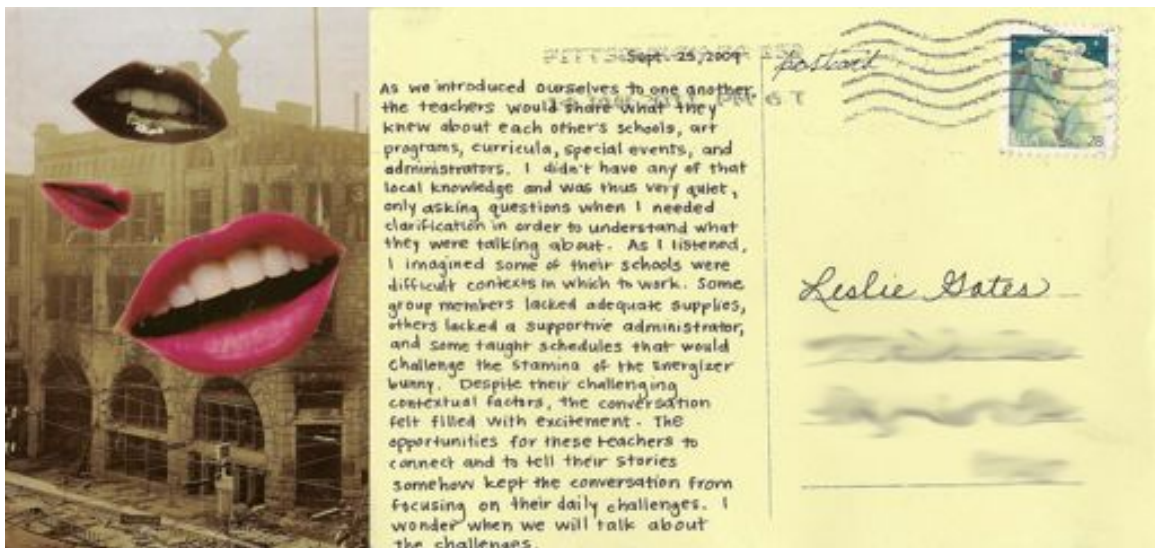 Sept. 25, 2009
As we introduced ourselves to one another,
the teachers would share what they
knew about each other's schools, art
programs, curricula, special events, and
administrators. I didn't have any of that
local knowledge and was thus very quiet,
only asking questions when I needed
clarification in order to understand what
they were talking about. As I listened,
I imagined some of their schools were
difficult contexts in which to work. Some
group members lacked adequate supplies,
others lacked a supportive administrator,
and some taught schedules that would
challenge the stamina of the Energizer
bunny. Despite their challenging
contextual factors, the conversation
felt filled with excitement. The
opportunities for these teachers to
connect and to tell their stories
somehow kept the conversation from
focusing on their daily challenges. I
wonder when we will talk about
the challenges.
postcard
28
Leslie Gates